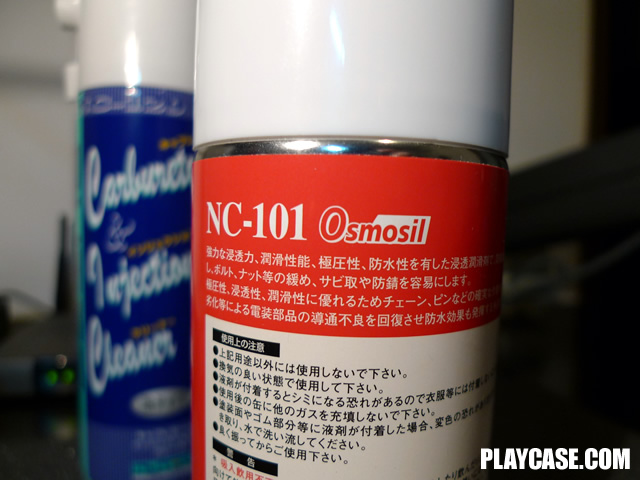 Carburetor
&
Injection
Cleaner
NC-101 Osmosil
強力な浸透力、潤滑性能、極圧性、防水性を有した浸透潤滑剤で
し、ボルト、ナット等の緩め、サビ取や防錆を容易にします。
極圧性、浸透性、潤滑性に優れるためチェーン、ピンなどの
劣化等による電装部品の導通不良を回復させ防水効果も発揮
使用上の注意
●上記用途以外には使用しないで下さい。
●換気の良い状態で使用して下さい。
●液剤が付着するとシミになる恐れがあるので衣服等には付着
●使用後の缶に他のガスを充填しないで下さい。
●塗装面やゴム部分等に液剤が付着した場合、変色の恐れが
き取り、水で洗い流してください。
●良く振ってからご使用下さい。
警告
PLAYCASE.COM